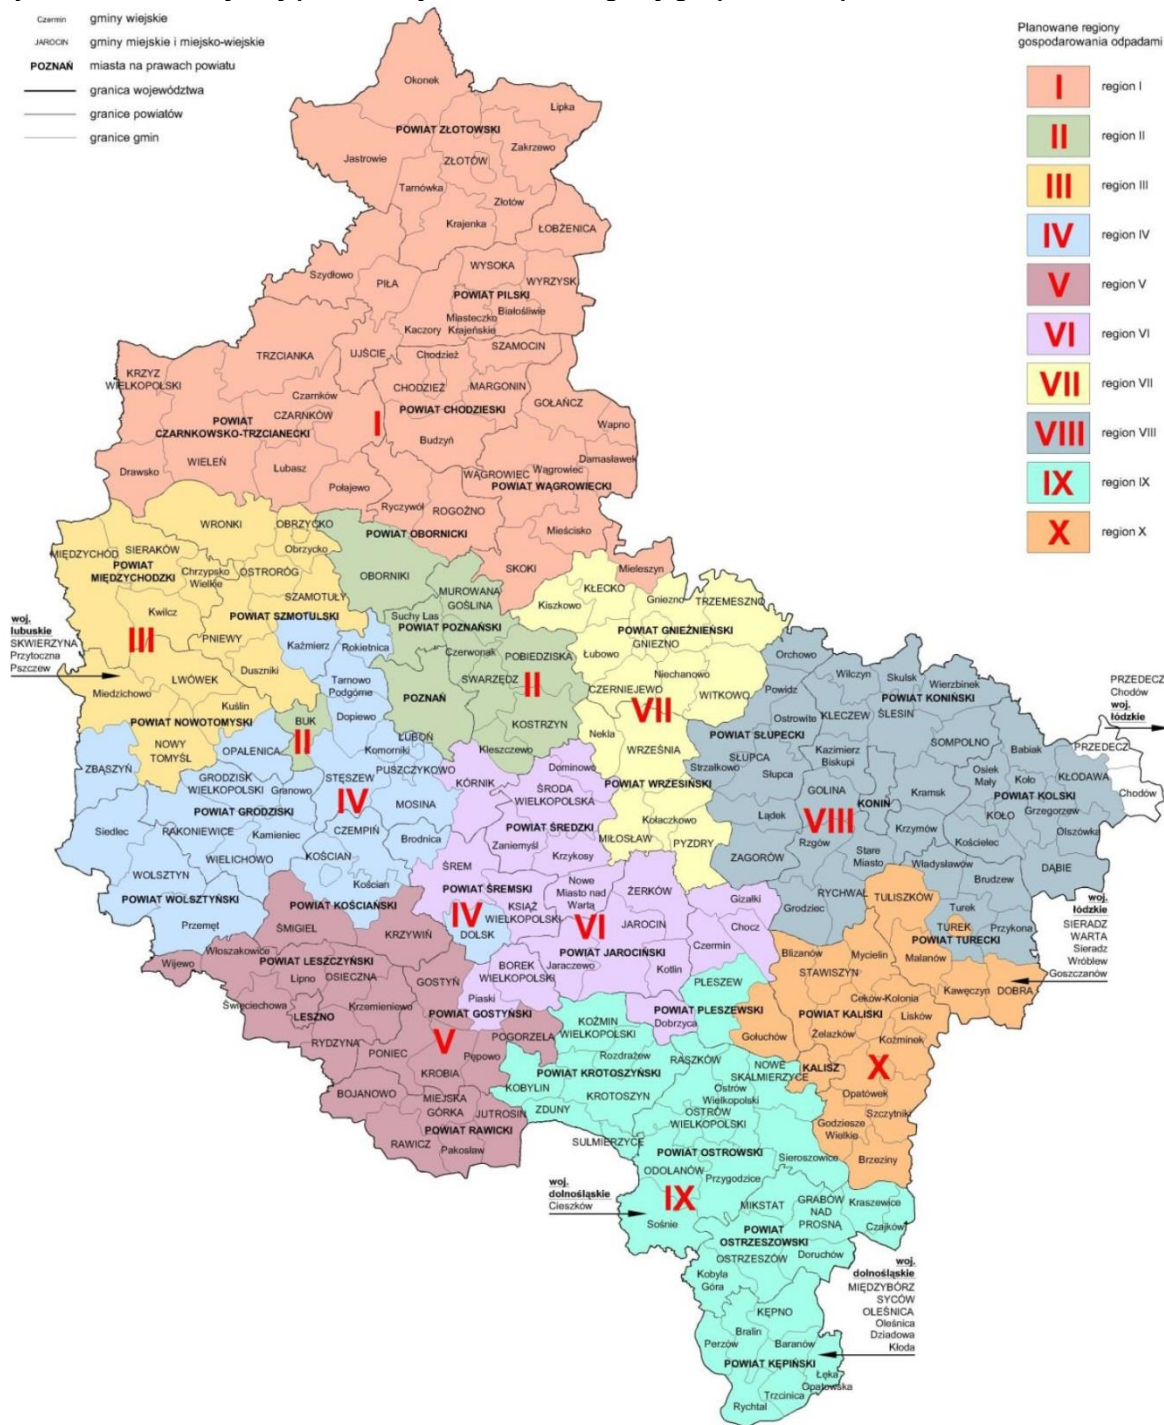 Czermin gminy wiejskie
JAROCIN gminy miejskie i miejsko-wiejskie
POZNAŃ miasta na prawach powiatu
granica województwa
granice powiatów
granice gmin
Planowane regiony
gospodarowania odpadami
I region I
II region II
III region III
IV region IV
V region V
VI region VI
VII region VII
VIII region VIII
IX region IX
X region X
Okonek
Lipka
POWIAT ZŁOTOWSKI
Jastrowie
ZŁOTÓW
Zakrzewo
Tarnówka
Złotów
Krajenka
ŁOBŻENICA
Szydłowo
PIŁA
WYSOKA
WYRZYSK
POWIAT PILSKI
Białośliwie
Miasteczko
Krajeńskie
Kaczory
SZAMOCIN
TRZCIANKA
UJŚCIE
Chodzież
KRZYZ
WIELKOPOLSKI
CHODZIEŻ
MARGONIN
Czarnków
GOŁAŃCZ
POWIAT
CZARNKOWSKO-TRZCIANECKI
CZARNKÓW
I
POWIAT CHODZIESKI
Wapno
Budzyń
Damasławek
Drawsko
WIELEŃ
Lubasz
WĄGROWIEC
Wągrowiec
POWIAT WĄGROWIECKI
Połajewo
Ryczywół
ROGOŹNO
Mieścisko
WRONKI
OBRZYCKO
POWIAT OBORNICKI
Obrzycko
MIĘDZYCHÓD
SIERAKÓW
POWIAT
MIĘDZYCHODZKI
Chrzypsko
Wielkie
OSTRORÓG
OBORNIKI
MUROWANA
GOŚLINA
SKOKI
Mieleszyn
KŁECKO
Kiszkowo
Gniezno
TRZEMESZNO
SZAMOTUŁY
Kwilcz
POWIAT SZMOTULSKI
Suchy Las
POWIAT POZNAŃSKI
POWIAT GNIEŹNIEŃSKI
GNIEZNO
woj.
lubuskie
SKWIERZYNA
Przytoczna
Pszczew
III
PNIEWY
Kaźmierz
Rokietnica
Czerwonak
POBIEDZISKA
Łubowo
Orchowo
Wilczyn
Skulsk
Wierzbinek
Duszniki
Tarnowo
Podgórne
SWARZĘDZ
II
Niechanowo
CZERNIEJEWO
WITKOWO
Powidz
POWIAT KONIŃSKI
PRZEDECZ
Chodów
woj.
łódzkie
Miedzichowo
LWÓWEK
POZNAŃ
VII
Kuślin
POWIAT NOWOTOMYSKI
BUK
II
Dopiewo
KOSTRZYN
Nekla
Ostrowite
KLECZEW
ŚLESIN
POWIAT SŁUPECKI
NOWY
TOMYŚL
OPALENICA
LUBOŃ
Komorniki
Kleszczewo
WRZEŚNIA
SŁUPCA
Kazimierz
Biskupi
SOMPOLNO
Babiak
PRZEDECZ
ZBĄSZYŃ
Dominowo
Strzałkowo
Słupca
Osiek
Mały
Koło
KŁODAWA
GRODZISK
WIELKOPOLSKI
Granowo
STĘSZEW
PUSZCZYKOWO
KÓRNIK
ŚRODA
WIELKOPOLSKA
POWIAT WRZESIŃSKI
GOLINA
Kramsk
POWIAT KOLSKI
Chodów
IV
KONIN
POWIAT GRODZISKI
MOSINA
Kołaczkowo
Lądek
VIII
KOŁO
Grzegorzew
Siedlec
RAKONIEWICE
Kamieniec
CZEMPIŃ
Brodnica
POWIAT ŚREDZKI
MIŁOSŁAW
PYZDRY
Rzgów
Krzymów
Olszówka
Zaniemyśl
Krzykosy
Stare
Miasto
Kościelec
WIELICHOWO
KOŚCIAN
ŚREM
ZAGORÓW
Władysławów
DĄBIE
WOLSZTYN
Kościan
POWIAT ŚREMSKI
Nowe
Miasto nad
Wartą
ŻERKÓW
Gizałki
RYCHWAŁ
Brudzew
POWIAT WOLSZTYŃSKI
POWIAT KOŚCIAŃSKI
IV
KSIĄŻ
WIELKOPOLSKI
TULISZKÓW
woj.
łódzkie
SIERADZ
WARTA
Sieradz
Wróblew
Goszczanów
Grodziec
Turek
Przemęt
ŚMIGIEL
KRZYWIŃ
DOLSK
VI
JAROCIN
Chocz
TUREK
Przykona
POWIAT TURECKI
Włoszakowice
POWIAT JAROCIŃSKI
Czermin
Blizanów
Mycielin
Malanów
POWIAT LESZCZYŃSKI
BOREK
WIELKOPOLSKI
Jaraczewo
Kotlin
STAWISZYN
Wijewo
Lipno
OSIECZNA
GOSTYŃ
PLESZEW
Kawęczyn
DOBRA
Święciechowa
Krzemieniewo
Piaski
Ceków-Kolonia
LESZNO
POWIAT GOSTYŃSKI
POWIAT PLESZEWSKI
POWIAT KALISKI
Lisków
Dobrzyca
KOŹMIN
WIELKOPOLSKI
RYDZYNA
V
POGORZELA
Gołuchów
Żelazków
Koźminek
PONIEC
Pępowo
Rozdrażew
RASZKÓW
NOWE
SKALMIERZYCE
KALISZ
X
KROBIA
POWIAT KROTOSZYŃSKI
BOJANOWO
MIEJSKA
GÓRKA
KOBYLIN
KROTOSZYN
Ostrów
Wielkopolski
Opatówek
JUTROSIN
ZDUNY
OSTRÓW
WIELKOPOLSKI
Szczytniki
POWIAT RAWICKI
Godziesze
Wielkie
RAWICZ
Pakosław
SULMIERZYCE
POWIAT OSTROWSKI
Sieroszowice
Brzeziny
woj.
dolnośląskie
Cieszków
ODOLANÓW
Przygodzice
IX
MIKSTAT
GRABÓW
NAD
PROSNĄ
Kraszewice
Sośnie
POWIAT
OSTRZESZOWSKI
Czajków
OSTRZESZÓW
Doruchów
woj.
dolnośląskie
MIĘDZYBÓRZ
SYCÓW
OLEŚNICA
Oleśnica
Dziadowa
Kłoda
Kobyla
Góra
KĘPNO
Bralin
Perzów
Baranów
POWIAT KĘPIŃSKI
Łęka
Opatowska
Trzcinica
Rychtal